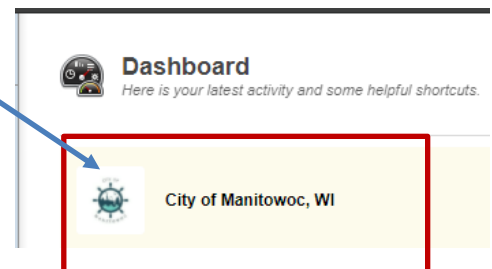 Dashboard
Here is your latest activity and some helpful shortcuts.
City of Manitowoc, WI